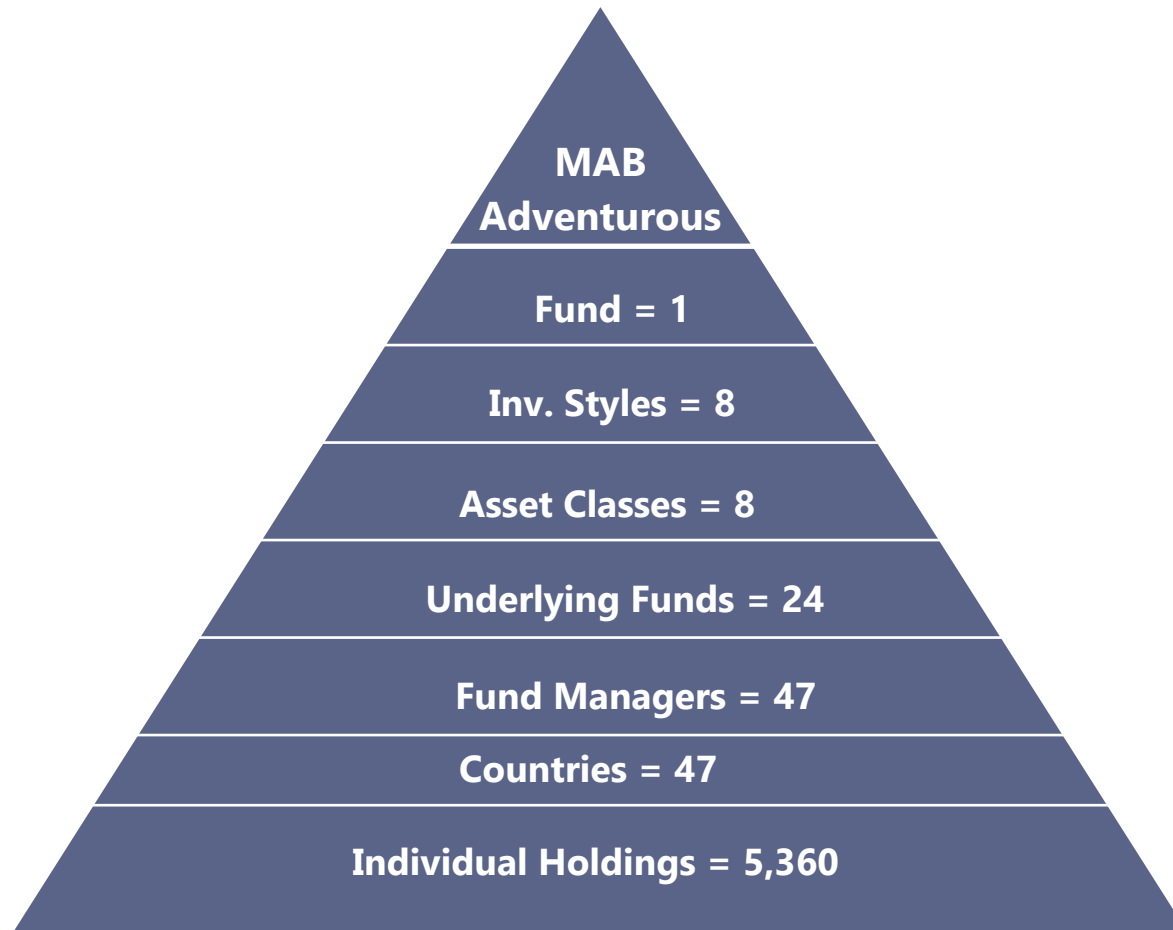 MAB
Adventurous
Fund = 1
Inv. Styles = 8
Asset Classes = 8
Underlying Funds = 24
Fund Managers = 47
Countries = 47
Individual Holdings = 5,360